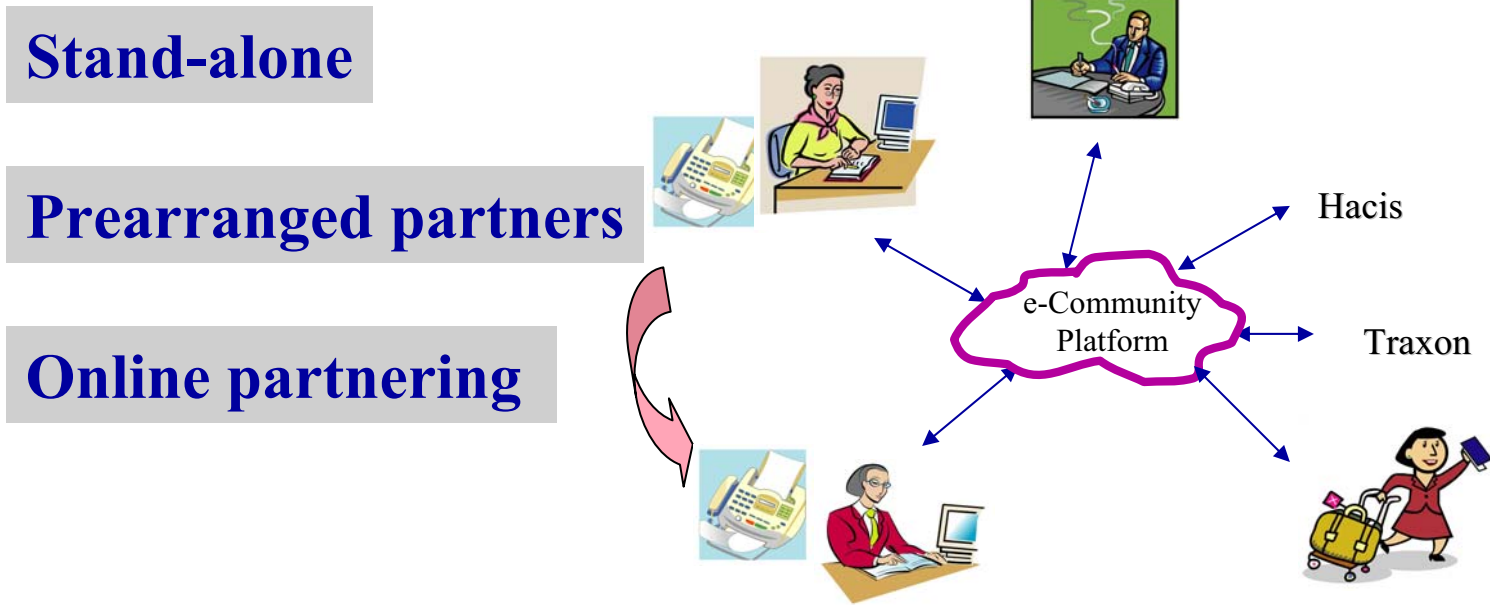 Stand-alone
Prearranged partners
Online partnering
Hacis
e-Community
Platform
Traxon